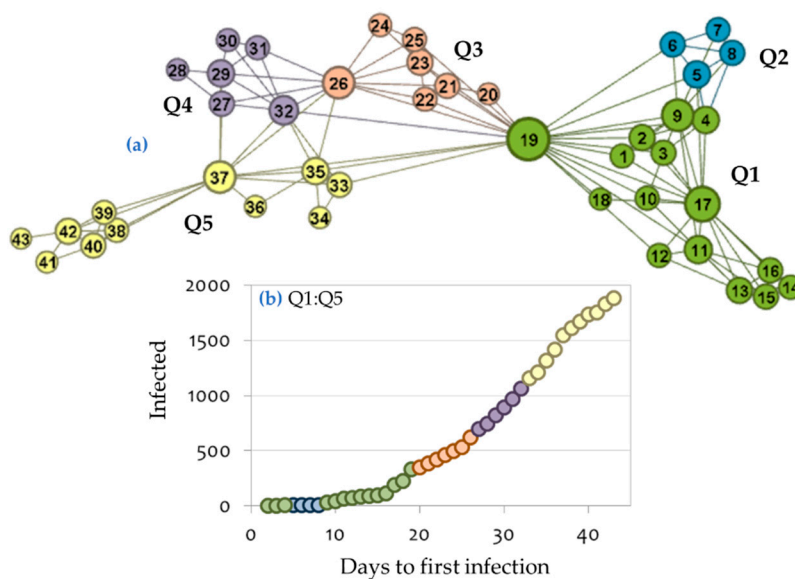 30 31 24 25 Q3 7
28 29 23 6 8 Q2
27 26 21 20 5
Q4 32 22 9 4
(a) 19 2
1 3
37 35 33 17 Q1
39 Q5 36 34 18 10
43 42 38 12 11
41 40 13 16 14
15
2000 (b) Q1:Q5
1500
1000
500
0
Infected
0 10 20 30 40
Days to first infection